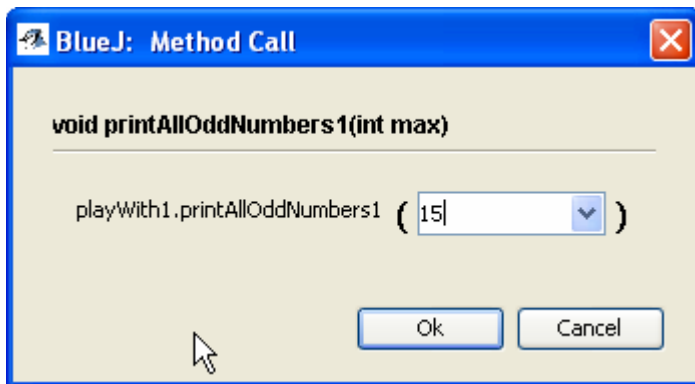 BlueJ: Method Call
void printAllOddNumbers1(int max)
playWith1.printAllOddNumbers1 ( 15 )
Ok Cancel